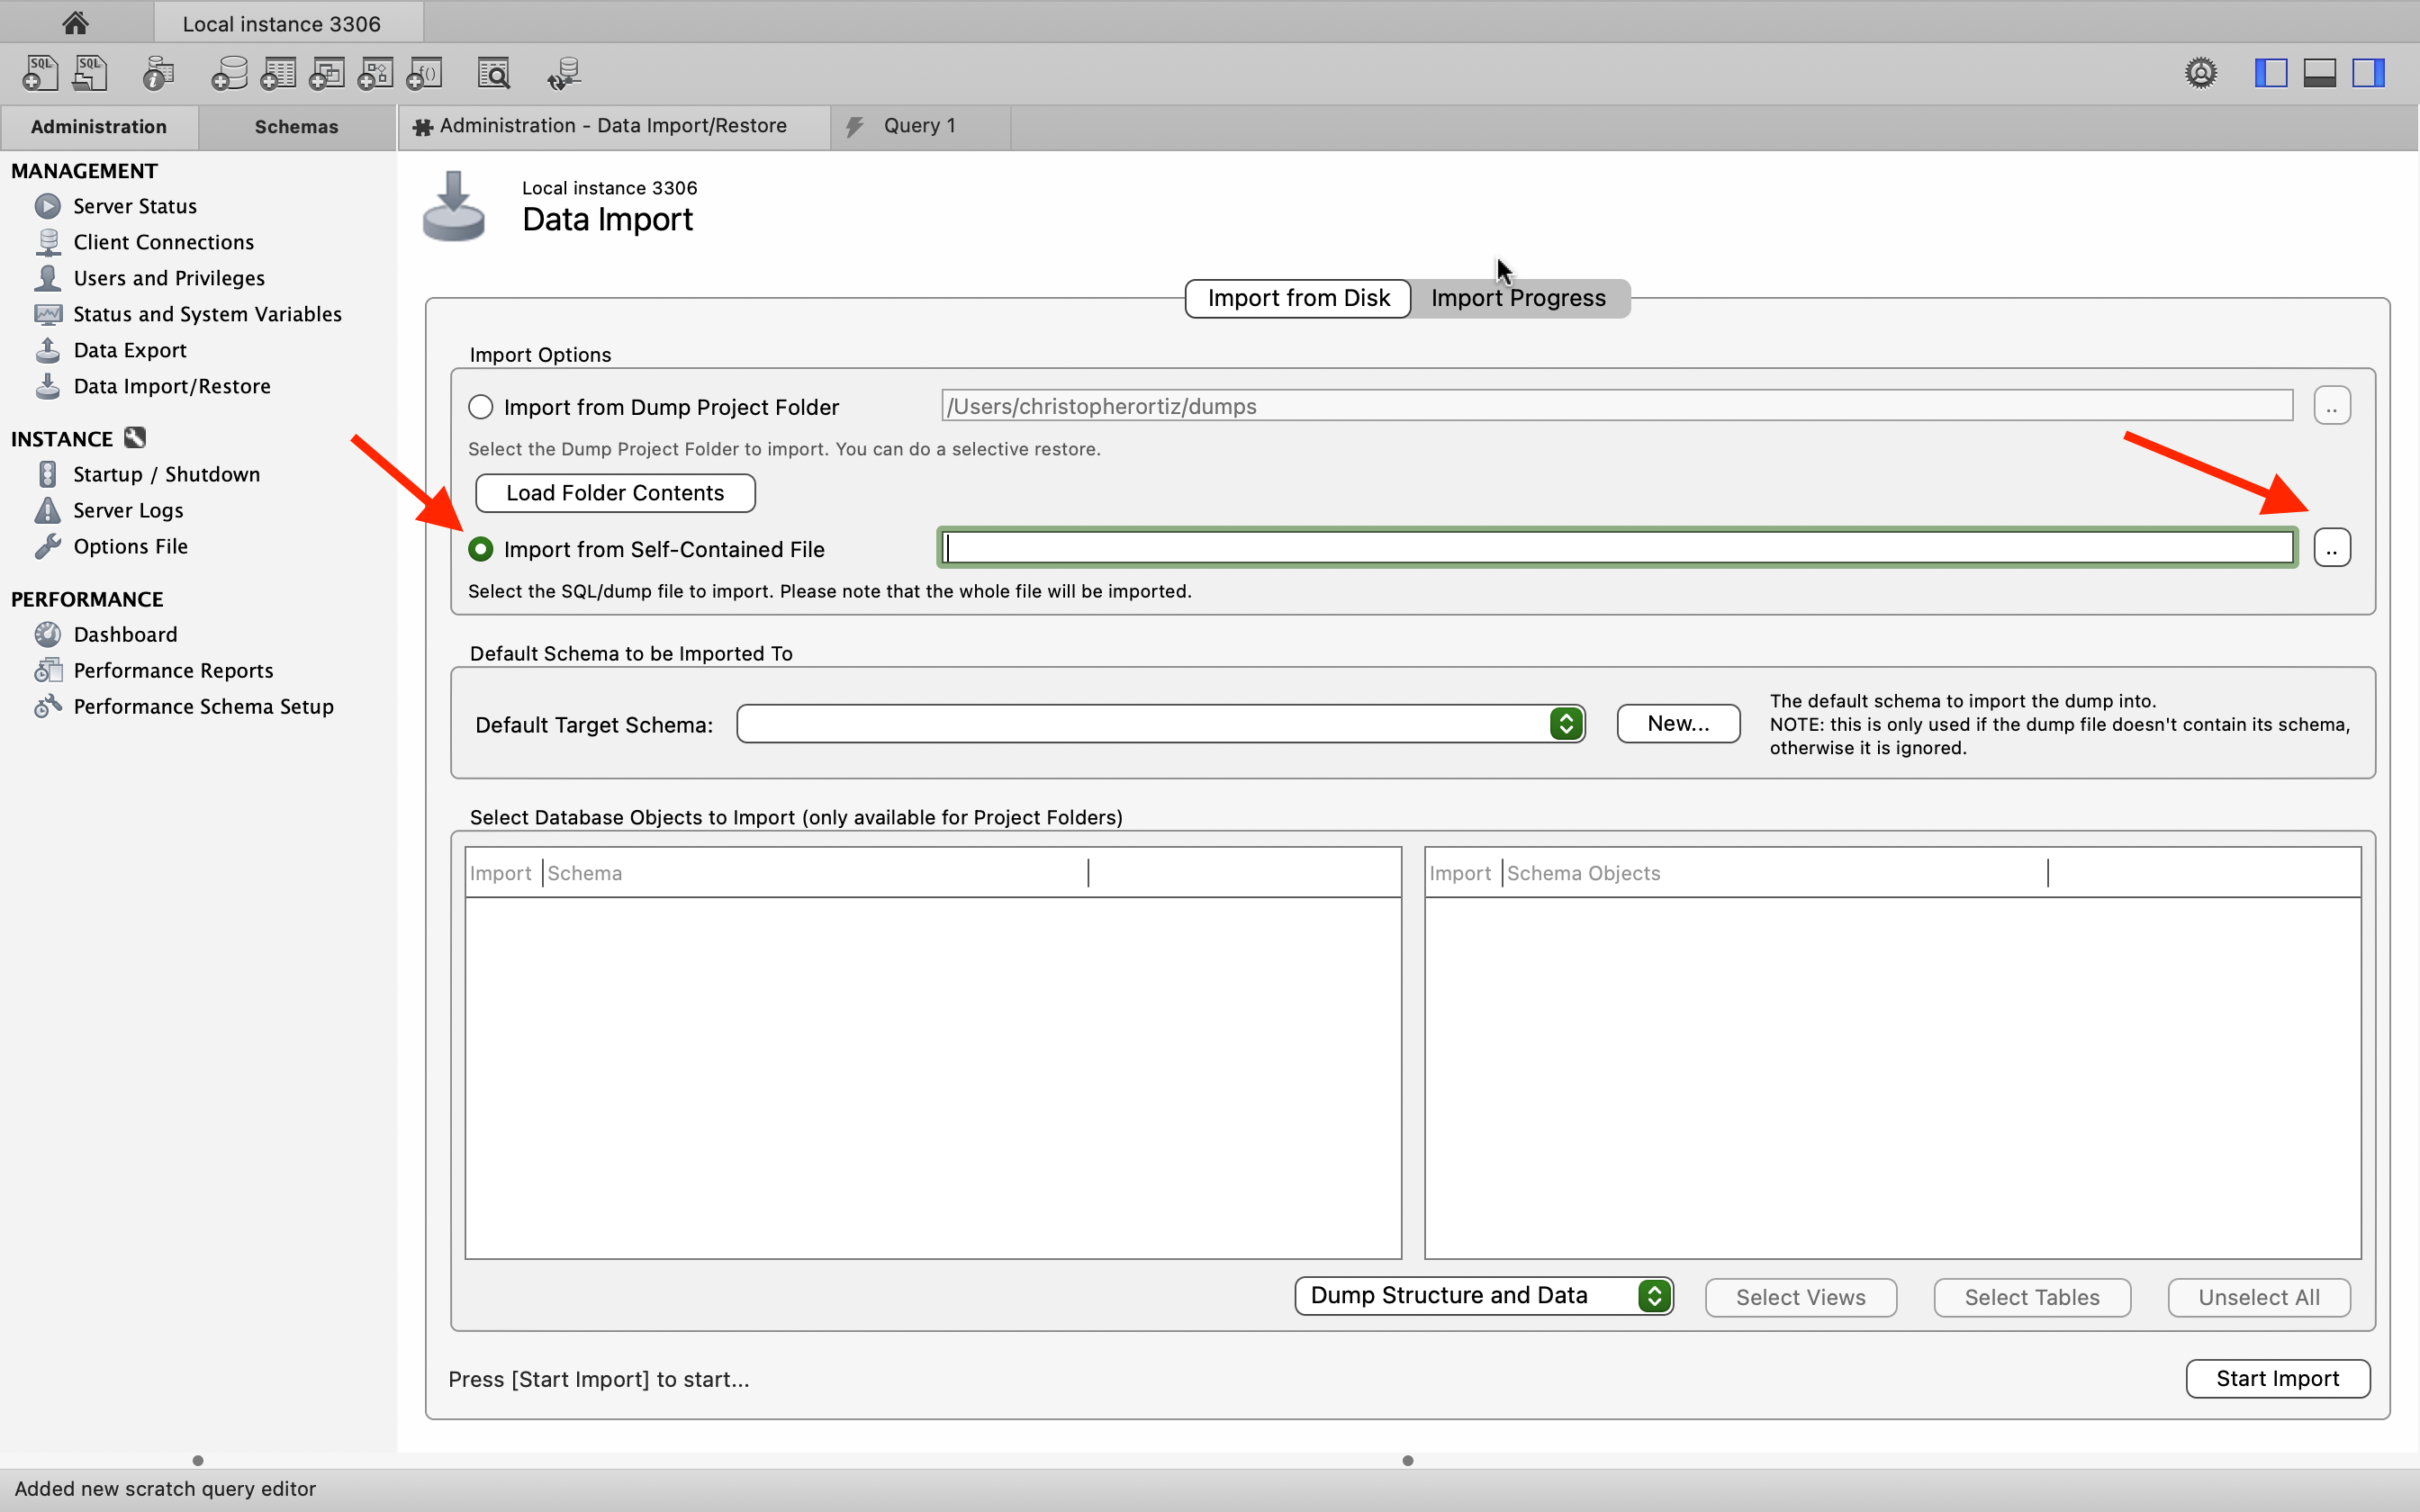 Local instance 3306
SQL
SQL
Administration
Schemas
Administration - Data Import/Restore
Query 1
MANAGEMENT
Server Status
Client Connections
Users and Privileges
Status and System Variables
Data Export
Data Import/Restore
INSTANCE
Startup / Shutdown
Server Logs
Options File
PERFORMANCE
Dashboard
Performance Reports
Performance Schema Setup
Local instance 3306
Data Import
Import from Disk
Import Progress
Import Options
Import from Dump Project Folder
/Users/christopherortiz/dumps
..
Select the Dump Project Folder to import. You can do a selective restore.
Load Folder Contents
Import from Self-Contained File
..
Select the SQL/dump file to import. Please note that the whole file will be imported.
Default Schema to be Imported To
Default Target Schema:
New...
The default schema to import the dump into.
NOTE: this is only used if the dump file doesn't contain its schema,
otherwise it is ignored.
Select Database Objects to Import (only available for Project Folders)
Import Schema
Import Schema Objects
Dump Structure and Data
Select Views
Select Tables
Unselect All
Press [Start Import] to start...
Start Import
Added new scratch query editor